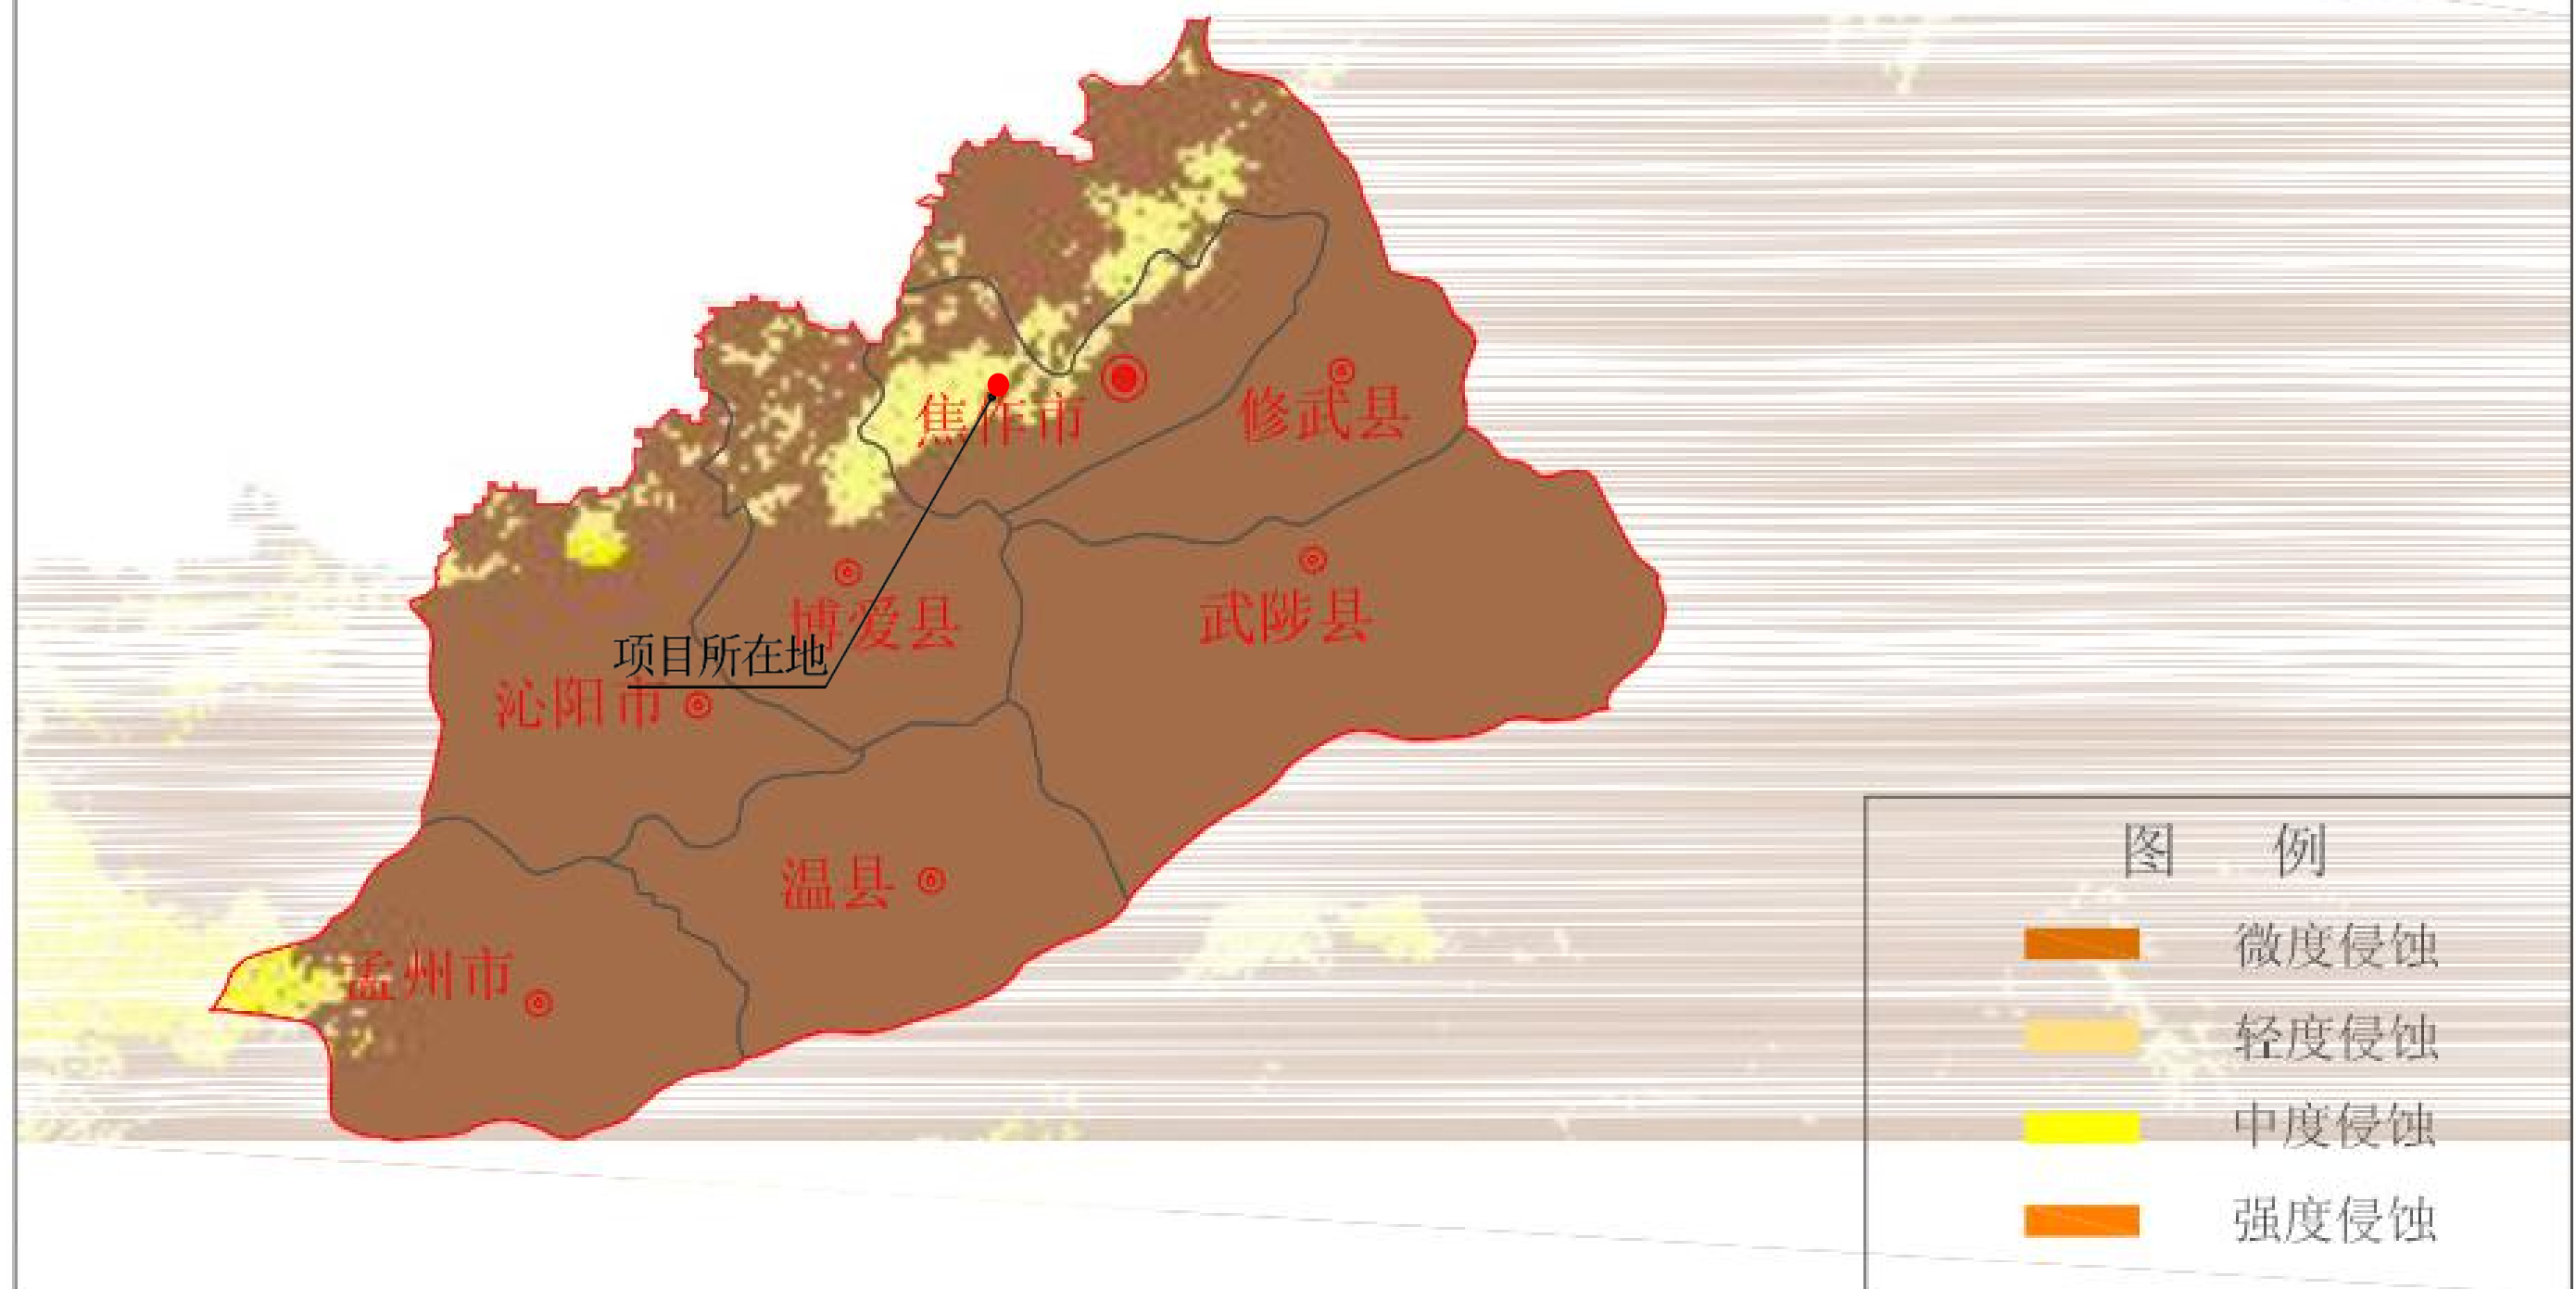 焦作市
修武县
博爱县
武陟县
项目所在地
沁阳市
温县
孟州市
图 例
微度侵蚀
轻度侵蚀
中度侵蚀
强度侵蚀